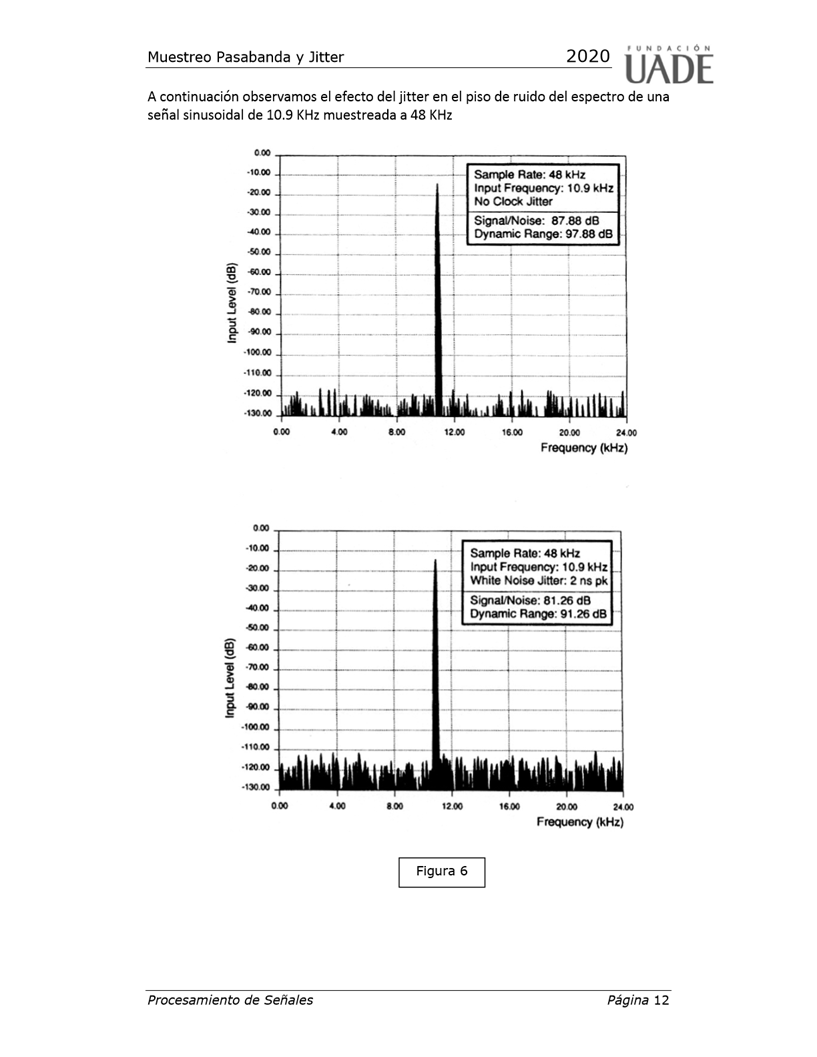 Muestreo Pasabanda y Jitter 2020 FUNDACIÓN UADE
A continuación observamos el efecto del jitter en el piso de ruido del espectro de una
señal sinusoidal de 10.9 KHz muestreada a 48 KHz
0.00
-10.00
-20.00
-30.00
-40.00
-50.00
-60.00
-70.00
-80.00
-90.00
-100.00
-110.00
-120.00
-130.00
Input Level (dB)
Sample Rate: 48 kHz
Input Frequency: 10.9 kHz
No Clock Jitter
Signal/Noise: 87.88 dB
Dynamic Range: 97.88 dB
0.00 4.00 8.00 12.00 16.00 20.00 24.00
Frequency (kHz)
0.00
-10.00
-20.00
-30.00
-40.00
-50.00
-60.00
-70.00
-80.00
-90.00
-100.00
-110.00
-120.00
-130.00
Input Level (dB)
Sample Rate: 48 kHz
Input Frequency: 10.9 kHz
White Noise Jitter: 2 ns pk
Signal/Noise: 81.26 dB
Dynamic Range: 91.26 dB
0.00 4.00 8.00 12.00 16.00 20.00 24.00
Frequency (kHz)
Figura 6
Procesamiento de Señales Página 12